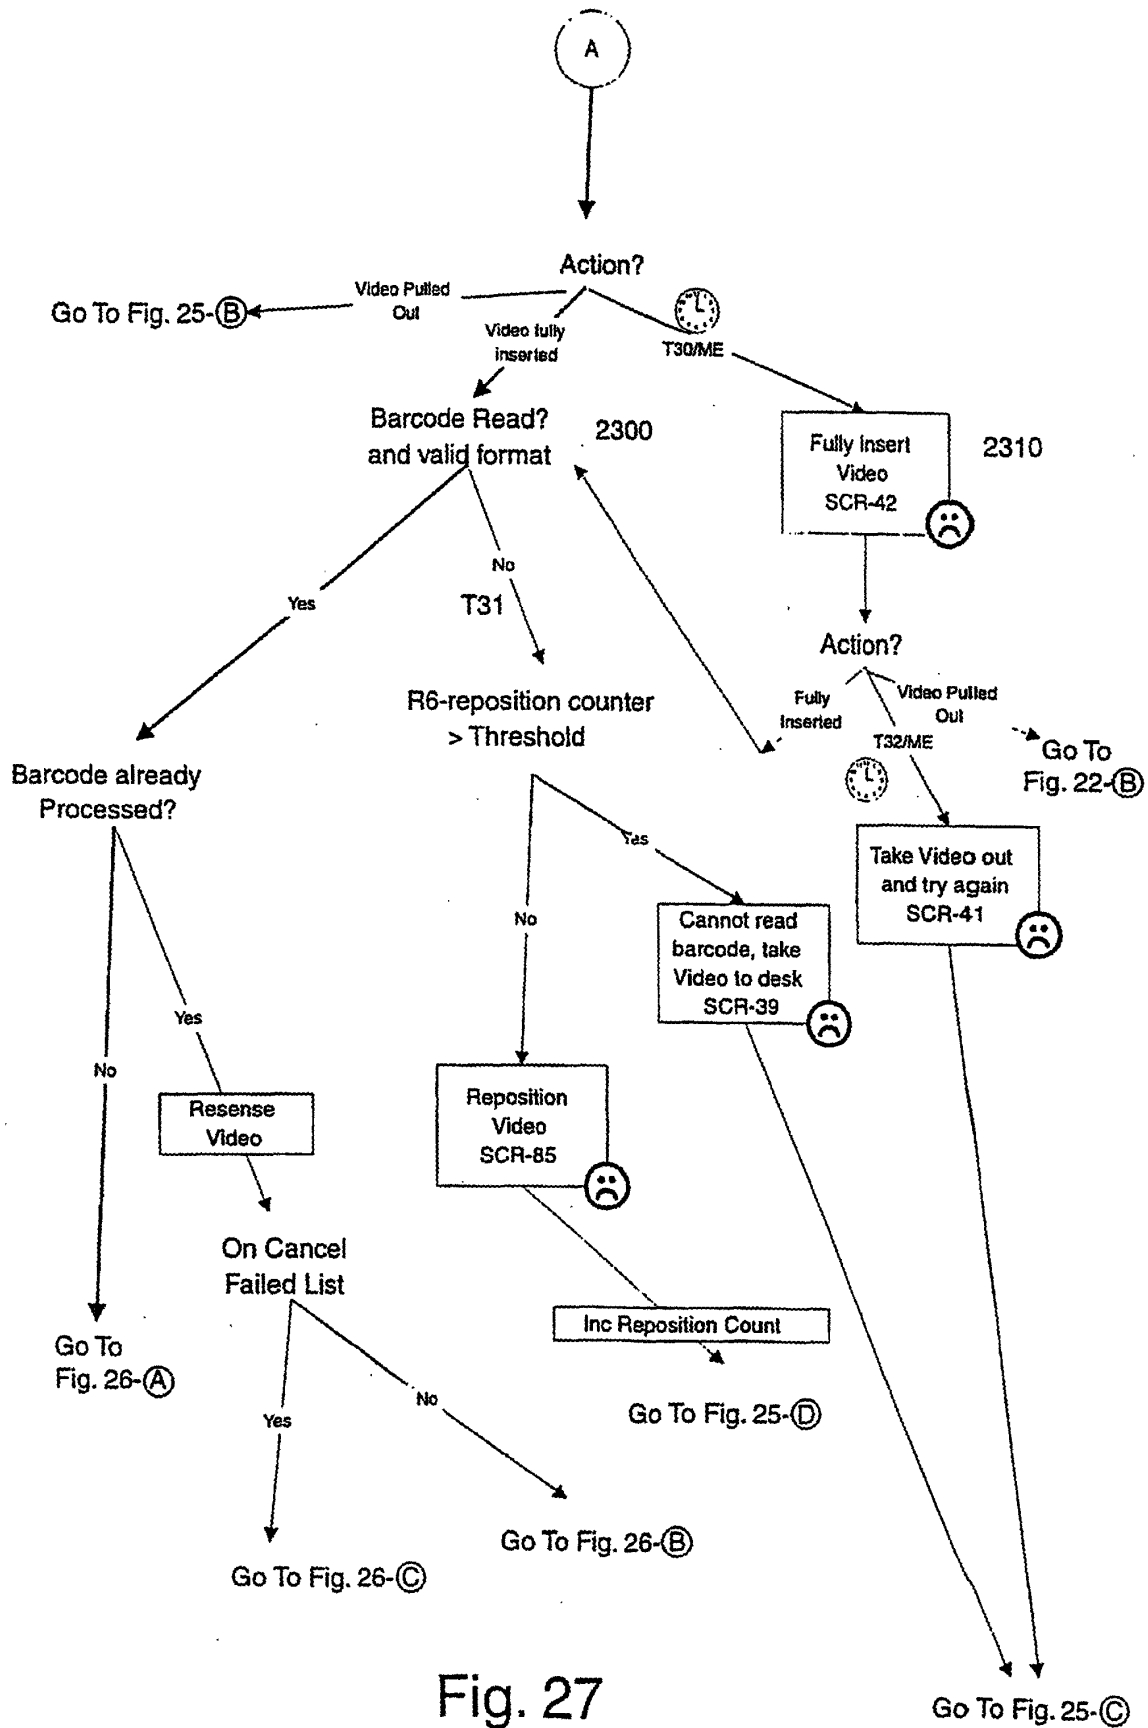 A
Action?
Video Pulled
Out
Go To Fig. 25-B
Video fully
inserted
T30/ME
Barcode Read?
and valid format
2300
Fully Insert
Video
SCR-42
2310
No
T31
Yes
Action?
R6-reposition counter
> Threshold
Fully
Inserted
Video Pulled
Out
T32/ME
Go To
Fig. 22-B
Barcode already
Processed?
Yes
Take Video out
and try again
SCR-41
No
Cannot read
barcode, take
Video to desk
SCR-39
Yes
No
Reposition
Video
SCR-85
Resense
Video
On Cancel
Failed List
Inc Reposition Count
Go To
Fig. 26-A
No
Yes
Go To Fig. 25-D
Go To Fig. 26-B
Go To Fig. 26-C
Fig. 27
Go To Fig. 25-C